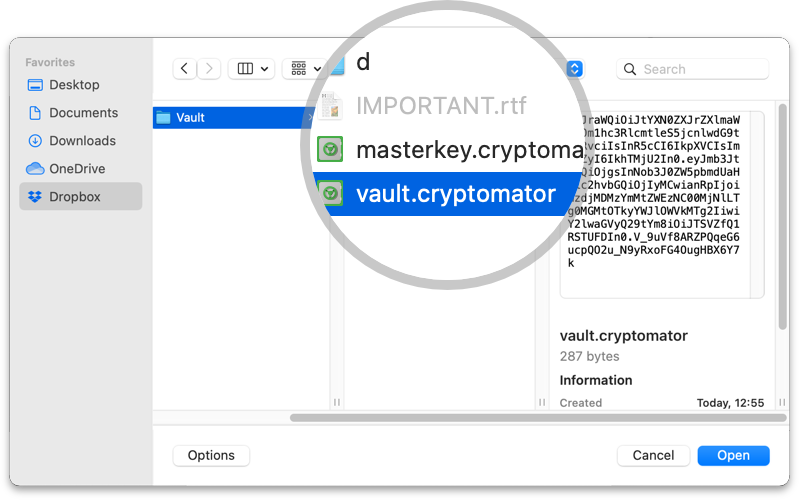 Favorites
Desktop
Documents
Downloads
OneDrive
Dropbox
Search
Vault
d
IMPORTANT.rtf
masterkey.cryptoma
vault.cryptomator
JraWQiOiJtYXN0ZXJrZXlmaW
Om1hc3RlcmtleS5jcnlwdG9t
vciIsInR5cCI6IkpXVCIsIm
ZyI6IkhTMjU2In0.eyJmb3Jt
QiOjgsInNob3J0ZW5pbmdUaH
c2hvbGQiOjIyMCwianRpIjoi
zdjMDMzYmMtZWEzNC00MjNlLT
g0MGMtOTkyYWJlOWVkMTg2Iiwi
Y2lwaGVyQ29tYm8iOiJTSVZfQ1
RSTUFDIn0.V_9uVf8ARZPQqeG6
ucpQO2u_N9yRxoFG4OugHBX6Y7
k
vault.cryptomator
287 bytes
Information
Created Today, 12:55
Options
Cancel
Open